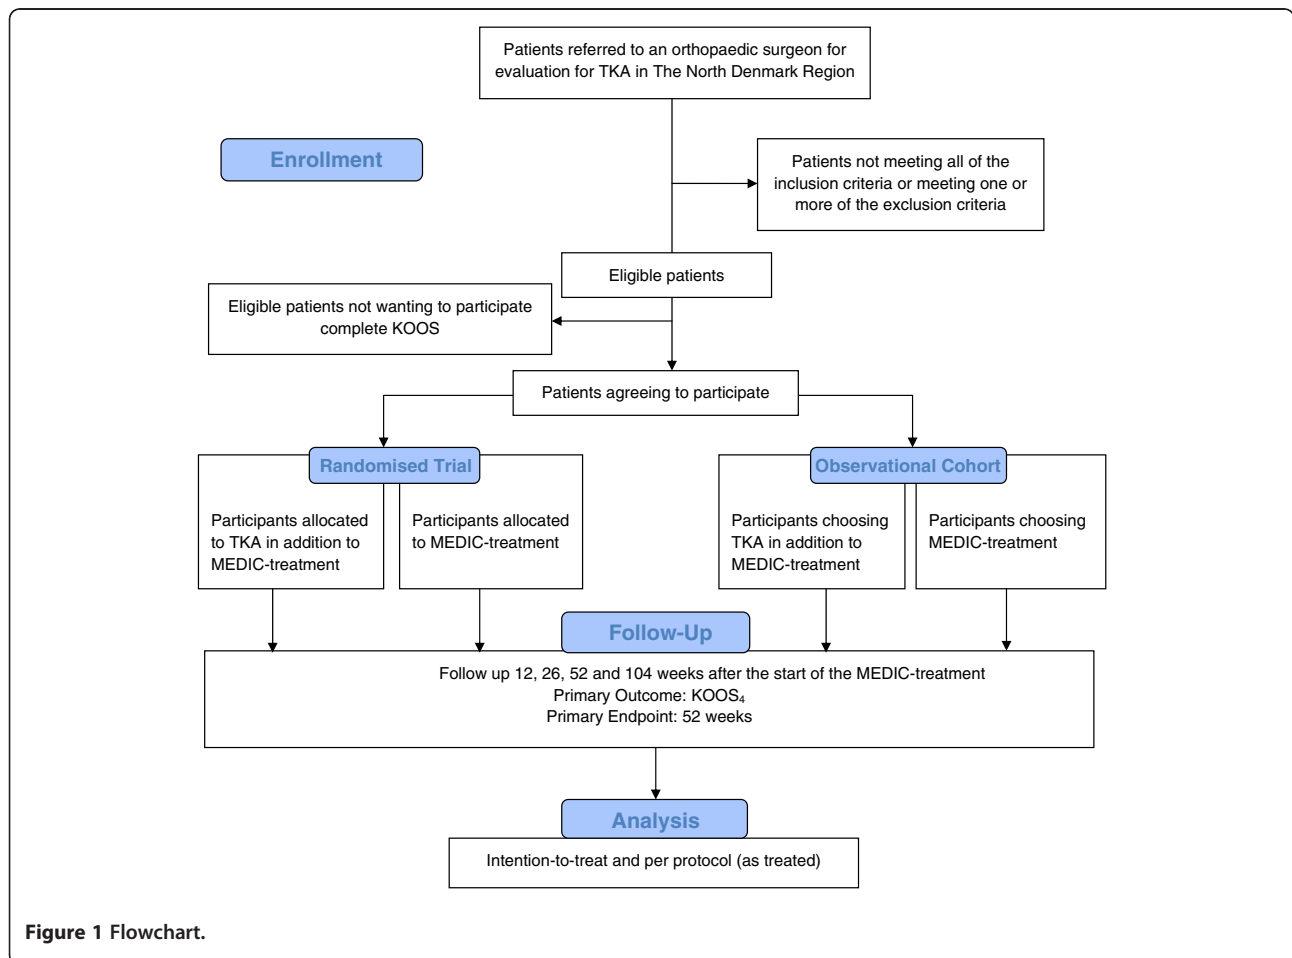 Patients referred to an orthopaedic surgeon for
evaluation for TKA in The North Denmark Region
Enrollment
Patients not meeting all of the
inclusion criteria or meeting one or
more of the exclusion criteria
Eligible patients
Eligible patients not wanting to participate
complete KOOS
Patients agreeing to participate
Randomised Trial
Observational Cohort
Participants allocated
to TKA in addition to
MEDIC-treatment
Participants allocated
to MEDIC-treatment
Participants choosing
TKA in addition to
MEDIC-treatment
Participants choosing
MEDIC-treatment
Follow-Up
Follow up 12, 26, 52 and 104 weeks after the start of the MEDIC-treatment
Primary Outcome: KOOS₄
Primary Endpoint: 52 weeks
Analysis
Intention-to-treat and per protocol (as treated)
Figure 1 Flowchart.